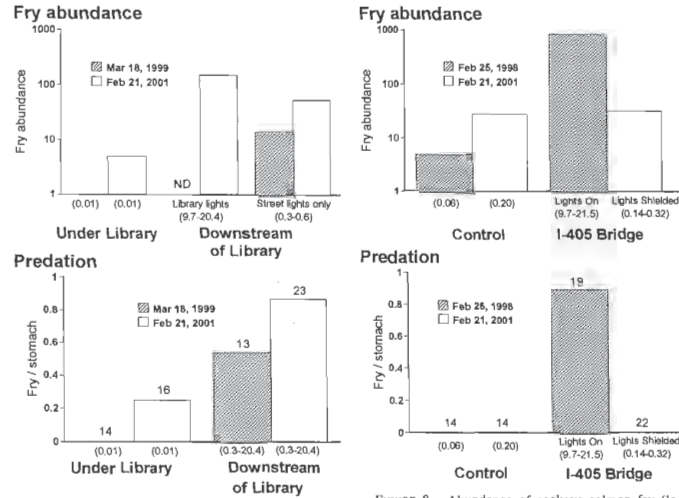 Fry abundance
1000
100
10
1
Fry abundance
Mar 18, 1999
Feb 21, 2001
ND
(0.01) (0.01) Library lights Street lights only
(9.7-20.4) (0.3-0.6)
Under Library Downstream
of Library
Predation
1
0.8
0.6
0.4
0.2
0
Fry / stomach
Mar 18, 1999
Feb 21, 2001
14
16
13
23
(0.01) (0.01) (0.3-20.4) (0.3-20.4)
Under Library Downstream
of Library
Fry abundance
1000
100
10
1
Fry abundance
Feb 25, 1998
Feb 21, 2001
(0.06) (0.20) Lights On Lights Shielded
(9.7-21.5) (0.14-0.32)
Control I-405 Bridge
Predation
1
0.8
0.6
0.4
0.2
0
Fry / stomach
Feb 25, 1998
Feb 21, 2001
14
14
19
22
(0.06) (0.20) Lights On Lights Shielded
(9.7-21.5) (0.14-0.32)
Control I-405 Bridge